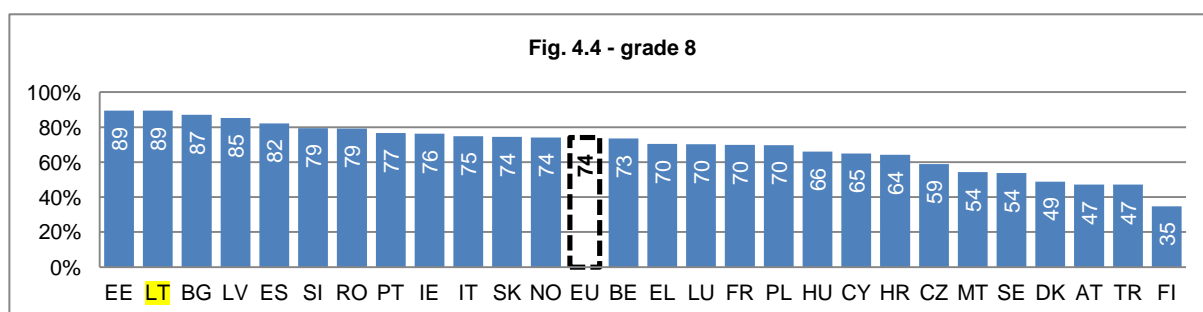 Fig. 4.4 - grade 8
100%
80%
60%
40%
20%
0%
89 89 87 85 82 79 79 77 76 75 74 74 74 73 70 70 70 70 66 65 64 59 54 54 49 47 47 35
EE LT BG LV ES SI RO PT IE IT SK NO EU BE EL LU FR PL HU CY HR CZ MT SE DK AT TR FI